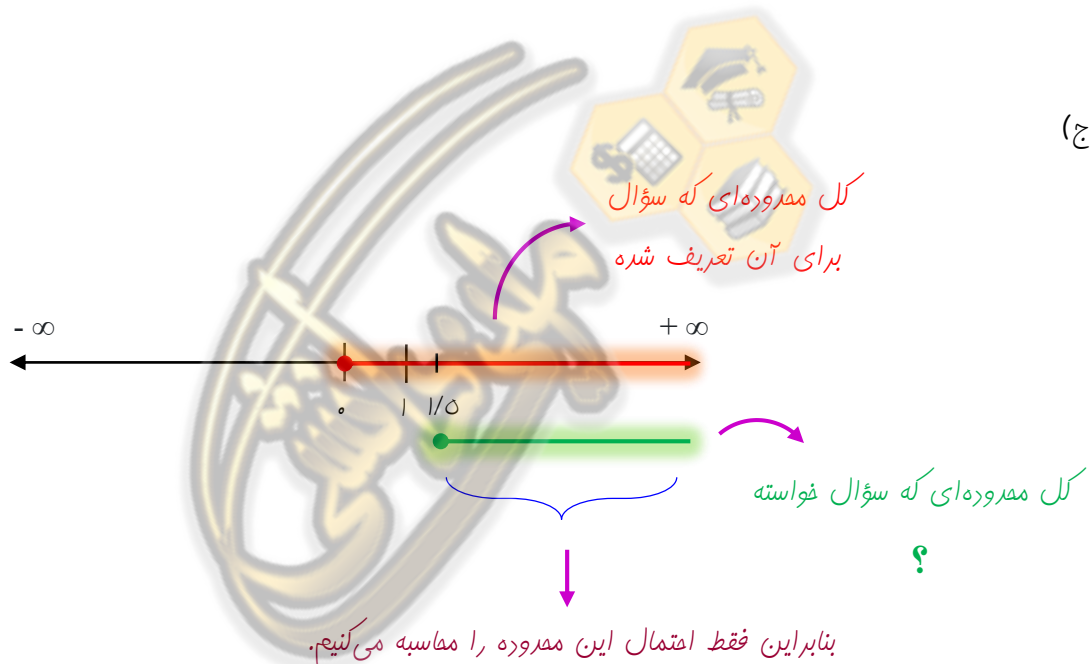 ج)
کل محدوده‌ای که سؤال
برای آن تعریف شده
- ∞
+ ∞
۰ ۱ ۱/۵
کل محدوده‌ای که سؤال خواسته
؟
بنابراین فقط احتمال این محدوده را محاسبه می‌کنیم.